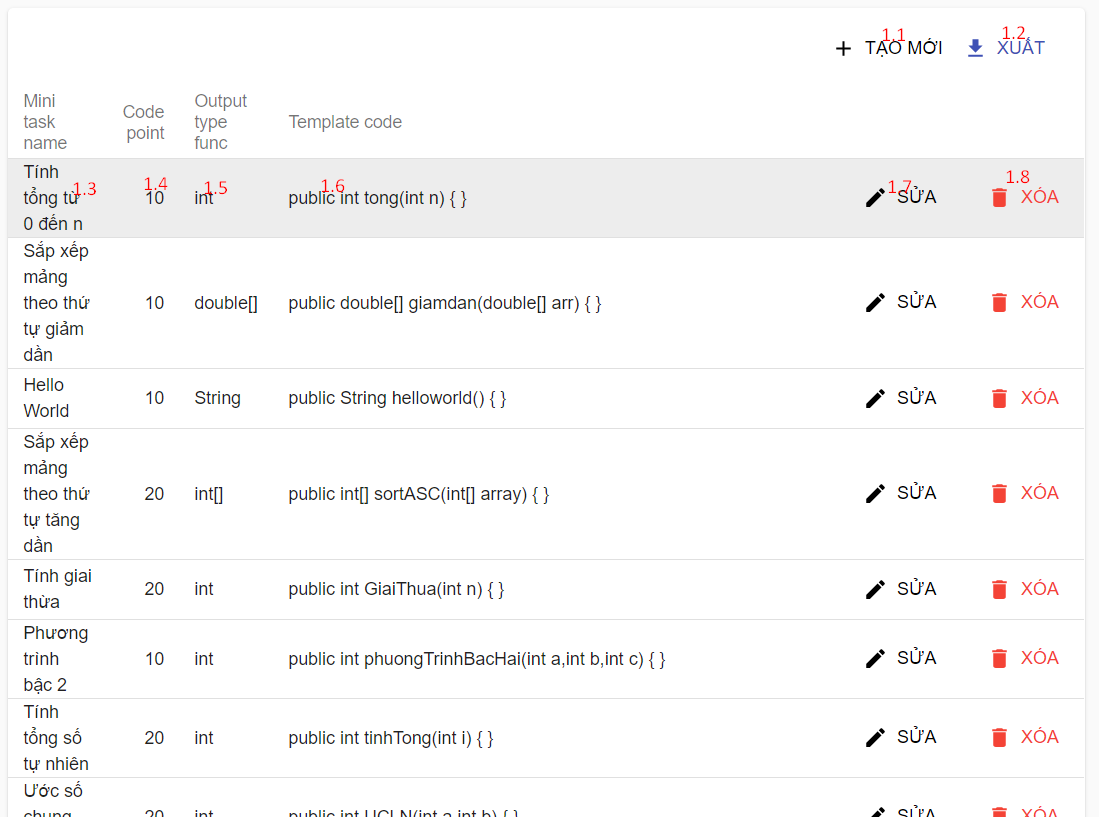 1.1 1.2
TẠO MỚI XUẤT
Mini task name Code point Output type func Template code
Tính tổng từ 0 đến n 10 int public int tong(int n) { } SỬA XÓA
1.3 1.4 1.5 1.6 1.7 1.8
Sắp xếp mảng theo thứ tự giảm dần 10 double[] public double[] giamdan(double[] arr) { } SỬA XÓA
Hello World 10 String public String helloworld() { } SỬA XÓA
Sắp xếp mảng theo thứ tự tăng dần 20 int[] public int[] sortASC(int[] array) { } SỬA XÓA
Tính giai thừa 20 int public int GiaiThua(int n) { } SỬA XÓA
Phương trình bậc 2 10 int public int phuongTrinhBacHai(int a,int b,int c) { } SỬA XÓA
Tính tổng số tự nhiên 20 int public int tinhTong(int i) { } SỬA XÓA
Ước số chung 20 int public int UCLN(int a,int b) { } SỬA XÓA